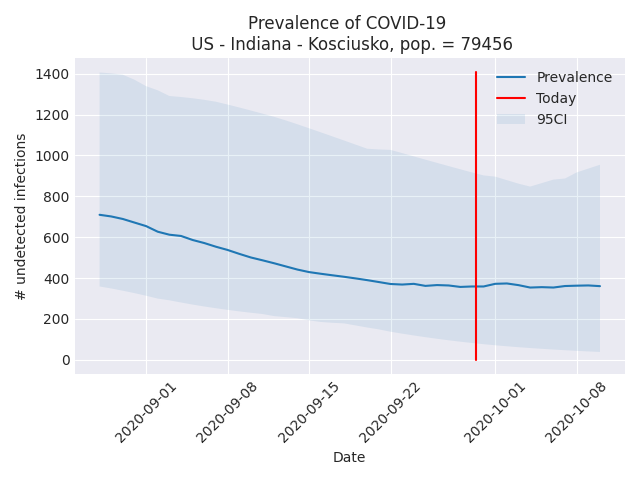 Prevalence of COVID-19
US - Indiana - Kosciusko, pop. = 79456
Prevalence
Today
95CI
# undetected infections
1400
1200
1000
800
600
400
200
0
2020-09-01
2020-09-08
2020-09-15
2020-09-22
2020-10-01
2020-10-08
Date